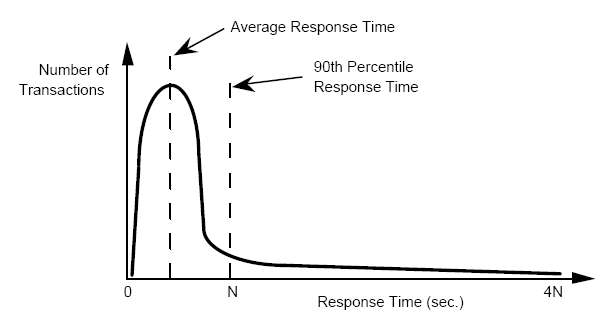 Average Response Time
Number of
Transactions
90th Percentile
Response Time
0
N
4N
Response Time (sec.)